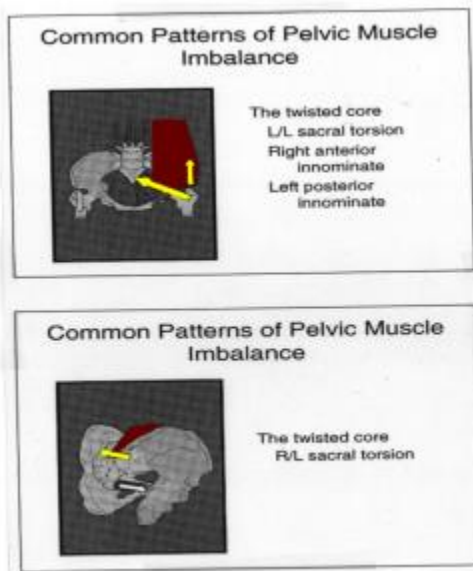 Common Patterns of Pelvic Muscle
Imbalance
The twisted core
L/L sacral torsion
Right anterior
innominate
Left posterior
innominate
Common Patterns of Pelvic Muscle
Imbalance
The twisted core
R/L sacral torsion